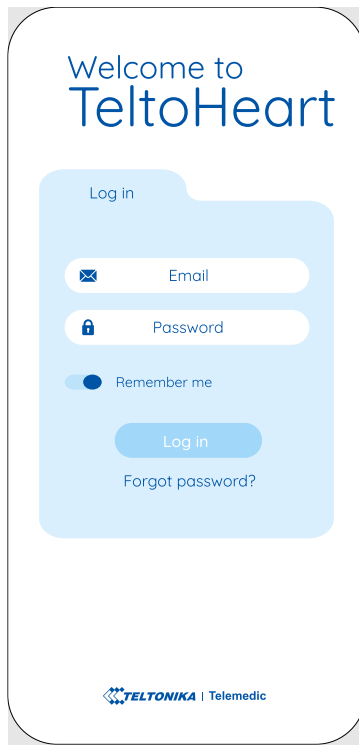 Welcome to
TeltoHeart
Log in
Email
Password
Remember me
Log in
Forgot password?
TELTONIKA | Telemedic